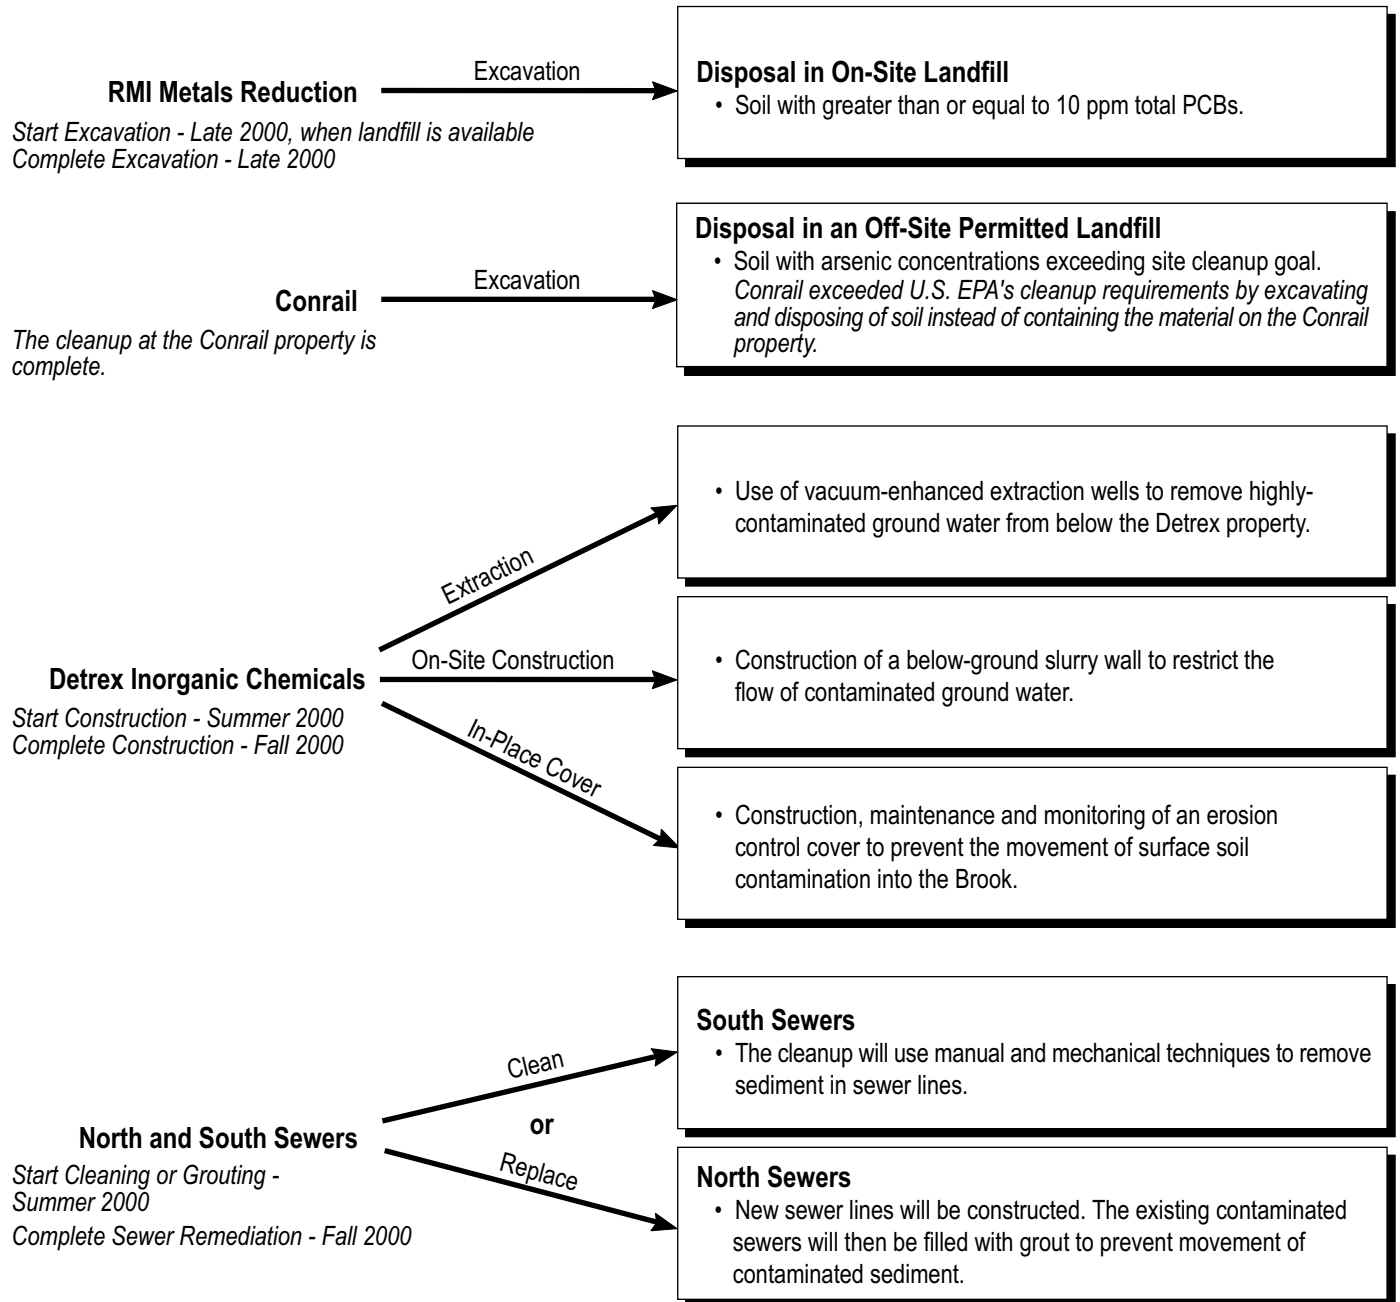 Excavation
RMI Metals Reduction
Start Excavation - Late 2000, when landfill is available
Complete Excavation - Late 2000
Disposal in On-Site Landfill
• Soil with greater than or equal to 10 ppm total PCBs.
Excavation
Conrail
The cleanup at the Conrail property is
complete.
Disposal in an Off-Site Permitted Landfill
• Soil with arsenic concentrations exceeding site cleanup goal.
Conrail exceeded U.S. EPA's cleanup requirements by excavating
and disposing of soil instead of containing the material on the Conrail
property.
Detrex Inorganic Chemicals
Start Construction - Summer 2000
Complete Construction - Fall 2000
Extraction
• Use of vacuum-enhanced extraction wells to remove highly-
contaminated ground water from below the Detrex property.
On-Site Construction
• Construction of a below-ground slurry wall to restrict the
flow of contaminated ground water.
In-Place Cover
• Construction, maintenance and monitoring of an erosion
control cover to prevent the movement of surface soil
contamination into the Brook.
North and South Sewers
Start Cleaning or Grouting -
Summer 2000
Complete Sewer Remediation - Fall 2000
Clean
South Sewers
• The cleanup will use manual and mechanical techniques to remove
sediment in sewer lines.
or
Replace
North Sewers
• New sewer lines will be constructed. The existing contaminated
sewers will then be filled with grout to prevent movement of
contaminated sediment.